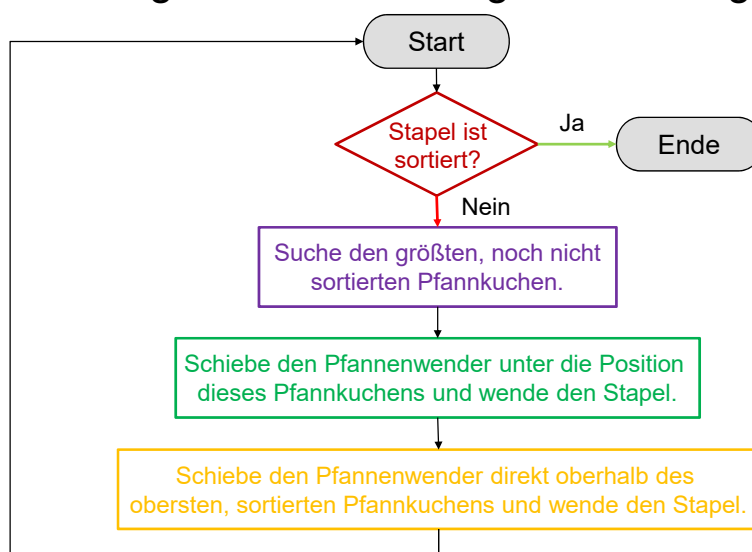 Start
Stapel ist
sortiert?
Ja
Ende
Nein
Suche den größten, noch nicht
sortierten Pfannkuchen.
Schiebe den Pfannenwender unter die Position
dieses Pfannkuchens und wende den Stapel.
Schiebe den Pfannenwender direkt oberhalb des
obersten, sortierten Pfannkuchens und wende den Stapel.